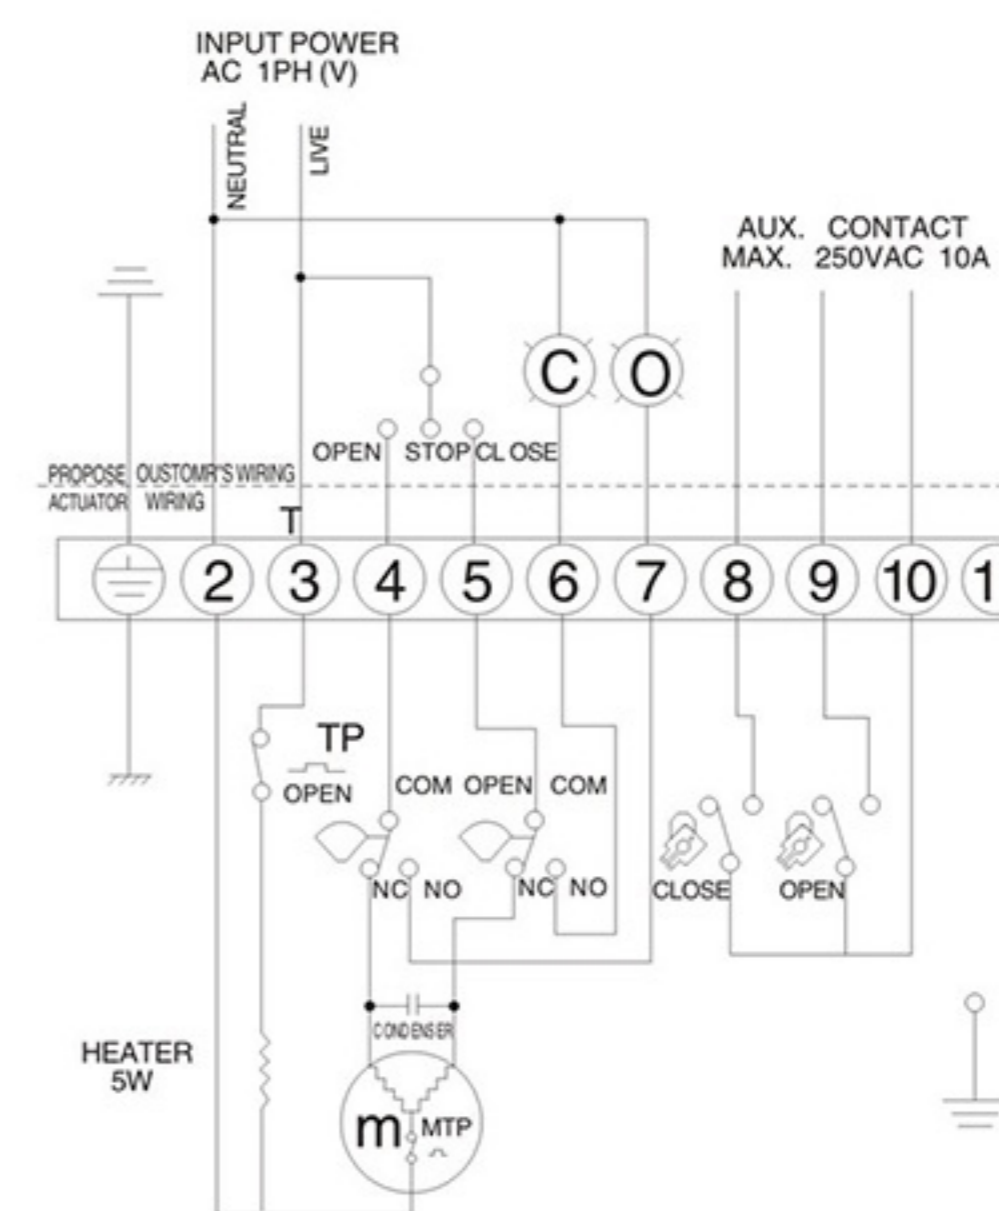 INPUT POWER
AC 1PH (V)
NEUTRAL
LIVE
AUX. CONTACT
MAX. 250VAC 10A
C O
OPEN STOP CL OSE
PROPOSE OUSTOMR"S WIRING
ACTUATOR WIRING
T
2 3 4 5 6 7 8 9 10 1
TP
OPEN
COM OPEN COM
NC NO NC NO
CLOSE OPEN
CONDENSER
HEATER
5W
m MTP